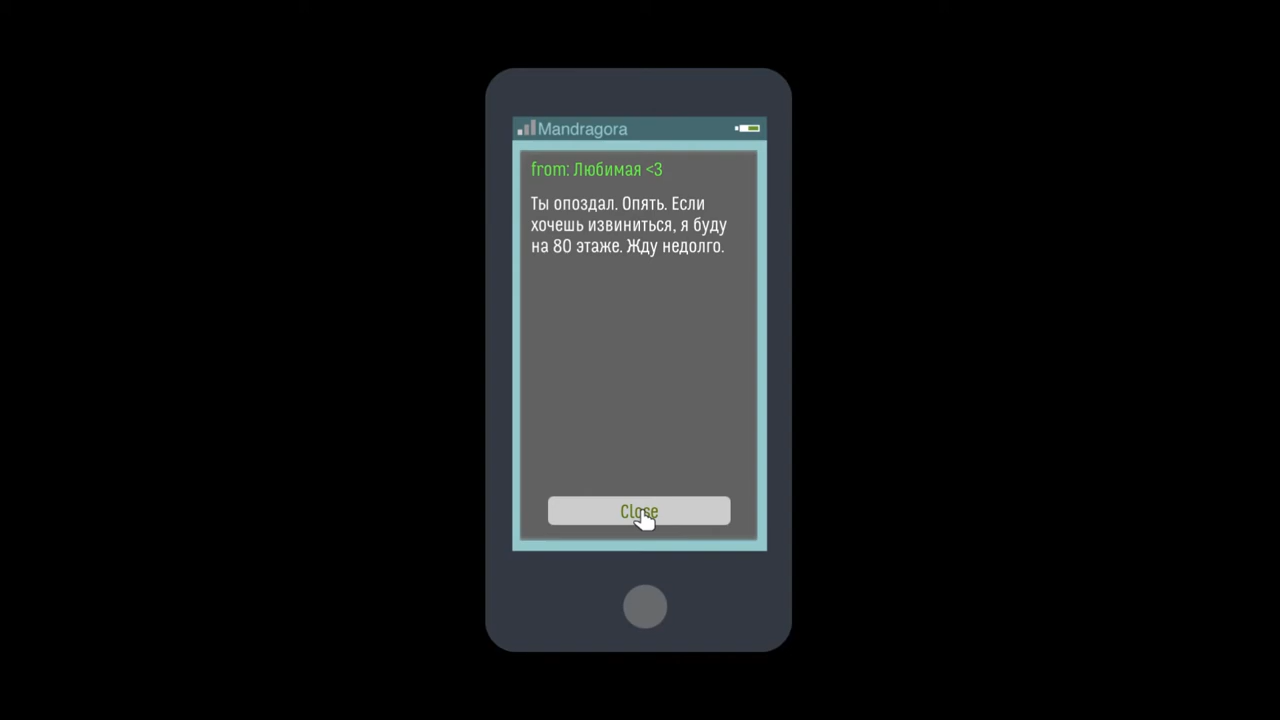 Mandragora
from: Любимая <3
Ты опоздал. Опять. Если
хочешь извиниться, я буду
на 80 этаже. Жду недолго.
Close